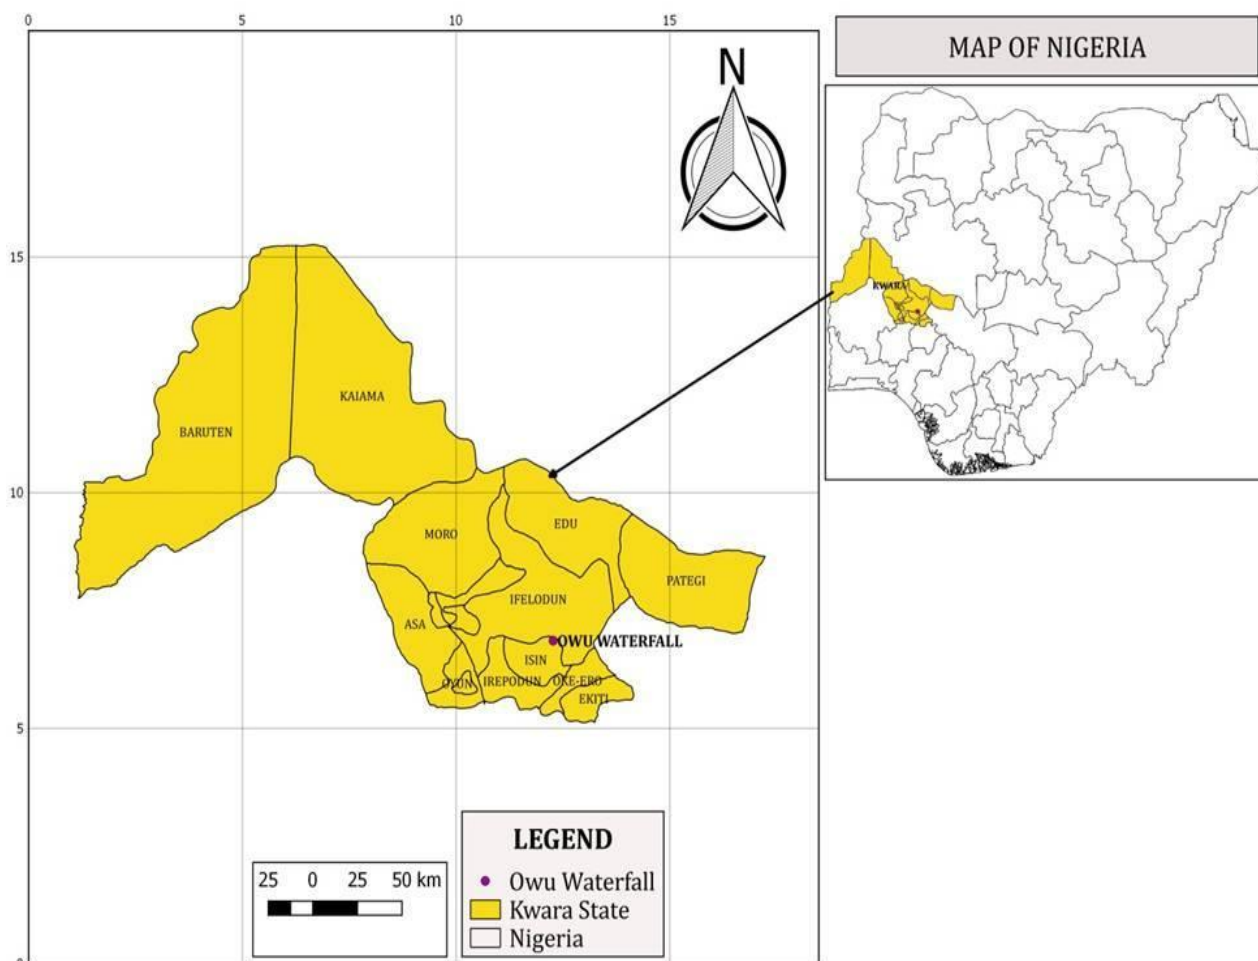 0 5 10 15
MAP OF NIGERIA
N
15
KWARA
KAIAMA
BARUTEN
10
EDU
MORO
PATEGI
IFELODUN
ASA
OWU WATERFALL
ISIN
OYUN IREPODUN OKE-ERO
EKITI
5
LEGEND
25 0 25 50 km
Owu Waterfall
Kwara State
Nigeria
0